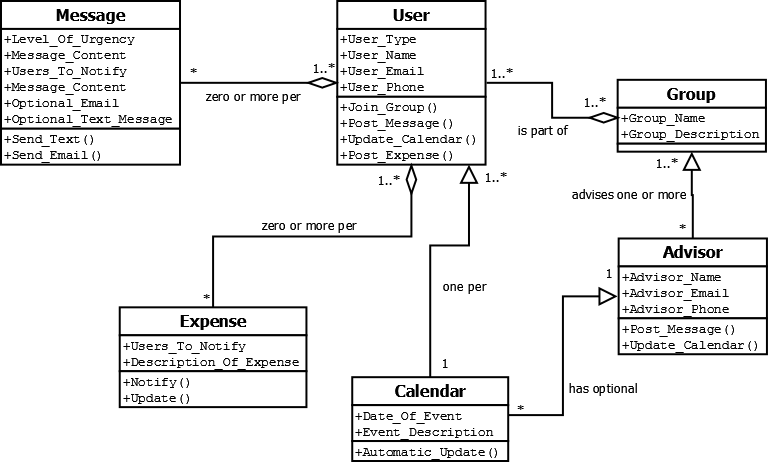 Message
+Level_Of_Urgency
+Message_Content
+Users_To_Notify
+Message_Content
+Optional_Email
+Optional_Text_Message
+Send_Text()
+Send_Email()
*
zero or more per
1..*
User
+User_Type
+User_Name
+User_Email
+User_Phone
+Join_Group()
+Post_Message()
+Update_Calendar()
+Post_Expense()
1..*
is part of
1..*
Group
+Group_Name
+Group_Description
1..*
advises one or more
*
1..*
zero or more per
*
1..*
one per
1
Advisor
+Advisor_Name
+Advisor_Email
+Advisor_Phone
+Post_Message()
+Update_Calendar()
1
has optional
*
Expense
+Users_To_Notify
+Description_Of_Expense
+Notify()
+Update()
Calendar
+Date_Of_Event
+Event_Description
+Automatic_Update()